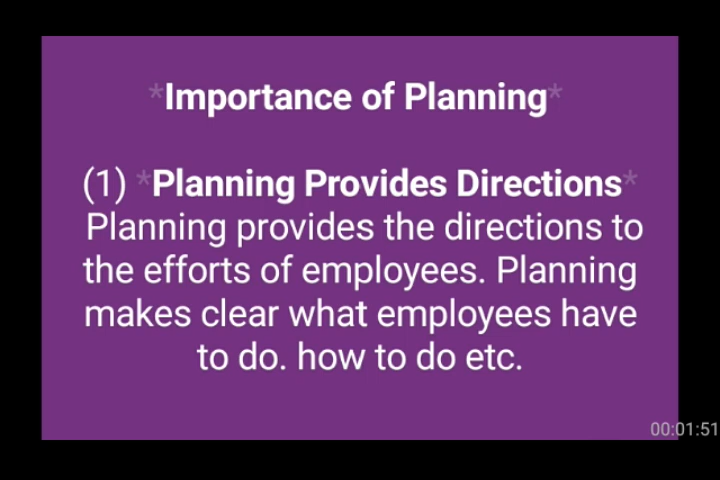 *Importance of Planning*
(1) *Planning Provides Directions*
Planning provides the directions to
the efforts of employees. Planning
makes clear what employees have
to do. how to do etc.
00:01:51